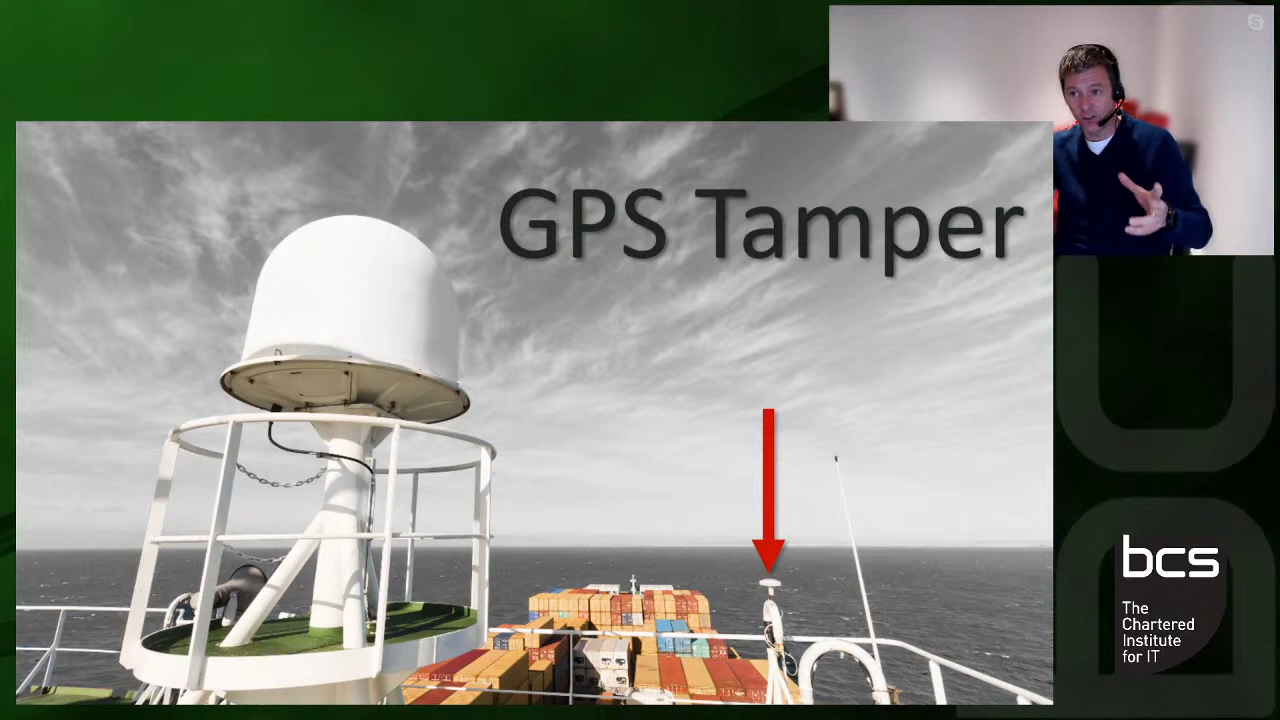 GPS Tamper
bcs
The
Chartered
Institute
for IT